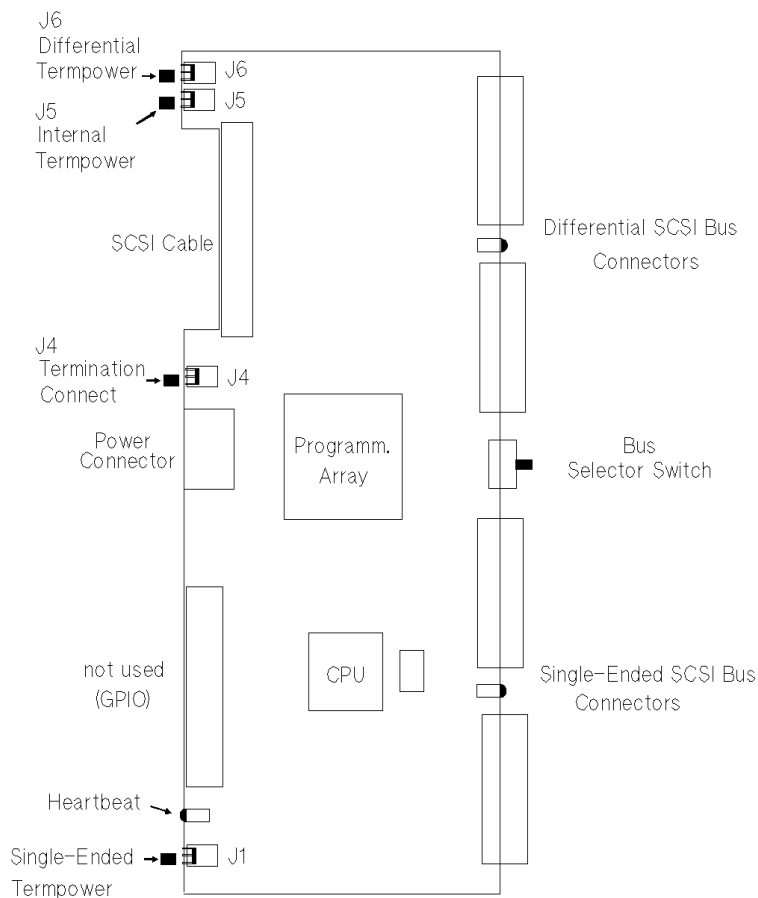 J6
Differential
Termpower
J6
J5
J5
Internal
Termpower
SCSI Cable
Differential SCSI Bus
Connectors
J4
Termination
Connect
J4
Power
Connector
Programm.
Array
Bus
Selector Switch
not used
(GPIO)
CPU
Single-Ended SCSI Bus
Connectors
Heartbeat
Single-Ended
Termpower
J1